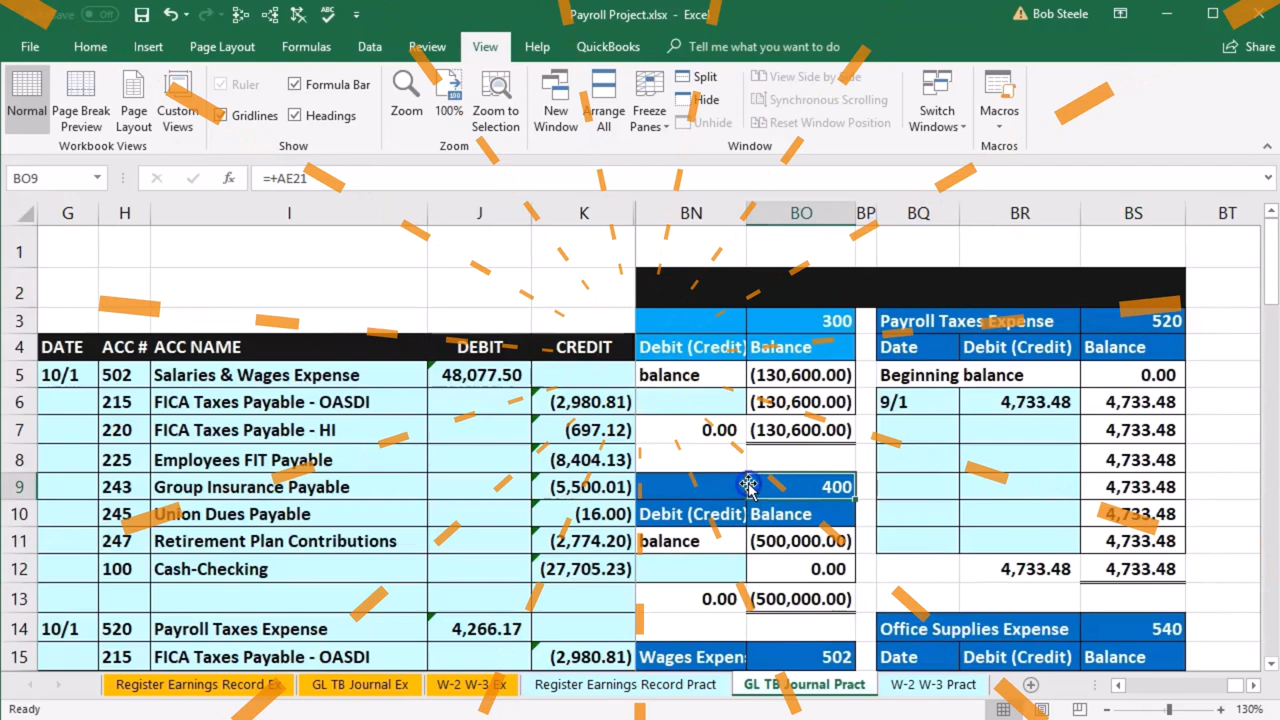 Off
Payroll Project.xlsx - Excel
Bob Steele
File Home Insert Page Layout Formulas Data Review View Help QuickBooks Tell me what you want to do Share
Normal Page Break Preview Page Layout Custom Views
Workbook Views
Ruler Formula Bar
Gridlines Headings
Show
Zoom 100% Zoom to Selection
Zoom
New Window Arrange All Freeze Panes
Split
Hide
Unhide
View Side by Side
Synchronous Scrolling
Reset Window Position
Window
Switch Windows
Macros
Macros
BO9 fx =+AE21
G H I J K BN BO BP BQ BR BS BT
1
2
3 300 Payroll Taxes Expense 520
4 DATE ACC # ACC NAME DEBIT CREDIT Debit (Credit) Balance Date Debit (Credit) Balance
5 10/1 502 Salaries & Wages Expense 48,077.50 balance (130,600.00) Beginning balance 0.00
6 215 FICA Taxes Payable - OASDI (2,980.81) (130,600.00) 9/1 4,733.48 4,733.48
7 220 FICA Taxes Payable - HI (697.12) 0.00 (130,600.00) 4,733.48
8 225 Employees FIT Payable (8,404.13) 4,733.48
9 243 Group Insurance Payable (5,500.01) 400 4,733.48
10 245 Union Dues Payable (16.00) Debit (Credit) Balance 4,733.48
11 247 Retirement Plan Contributions (2,774.20) balance (500,000.00) 4,733.48
12 100 Cash-Checking (27,705.23) 0.00 4,733.48 4,733.48
13 0.00 (500,000.00)
14 10/1 520 Payroll Taxes Expense 4,266.17 Office Supplies Expense 540
15 215 FICA Taxes Payable - OASDI (2,980.81) Wages Expen 502 Date Debit (Credit) Balance
Register Earnings Record Ex GL TB Journal Ex W-2 W-3 Ex Register Earnings Record Pract GL TB Journal Pract W-2 W-3 Pract
Ready 130%